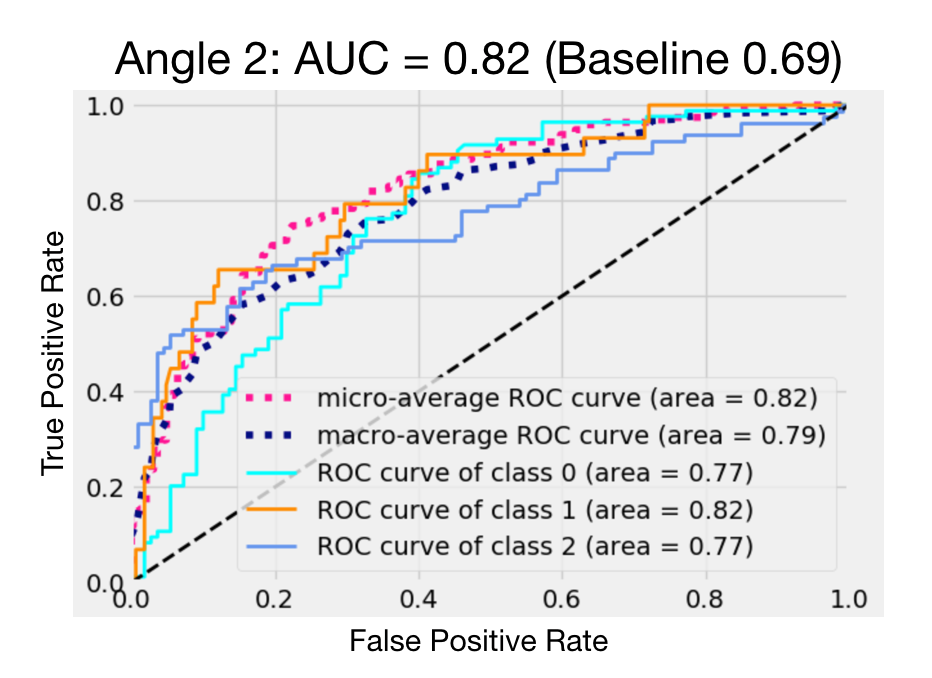 Angle 2: AUC = 0.82 (Baseline 0.69)
1.0
0.8
0.6
0.4
0.2
0.0
True Positive Rate
micro-average ROC curve (area = 0.82)
macro-average ROC curve (area = 0.79)
ROC curve of class 0 (area = 0.77)
ROC curve of class 1 (area = 0.82)
ROC curve of class 2 (area = 0.77)
0.0 0.2 0.4 0.6 0.8 1.0
False Positive Rate